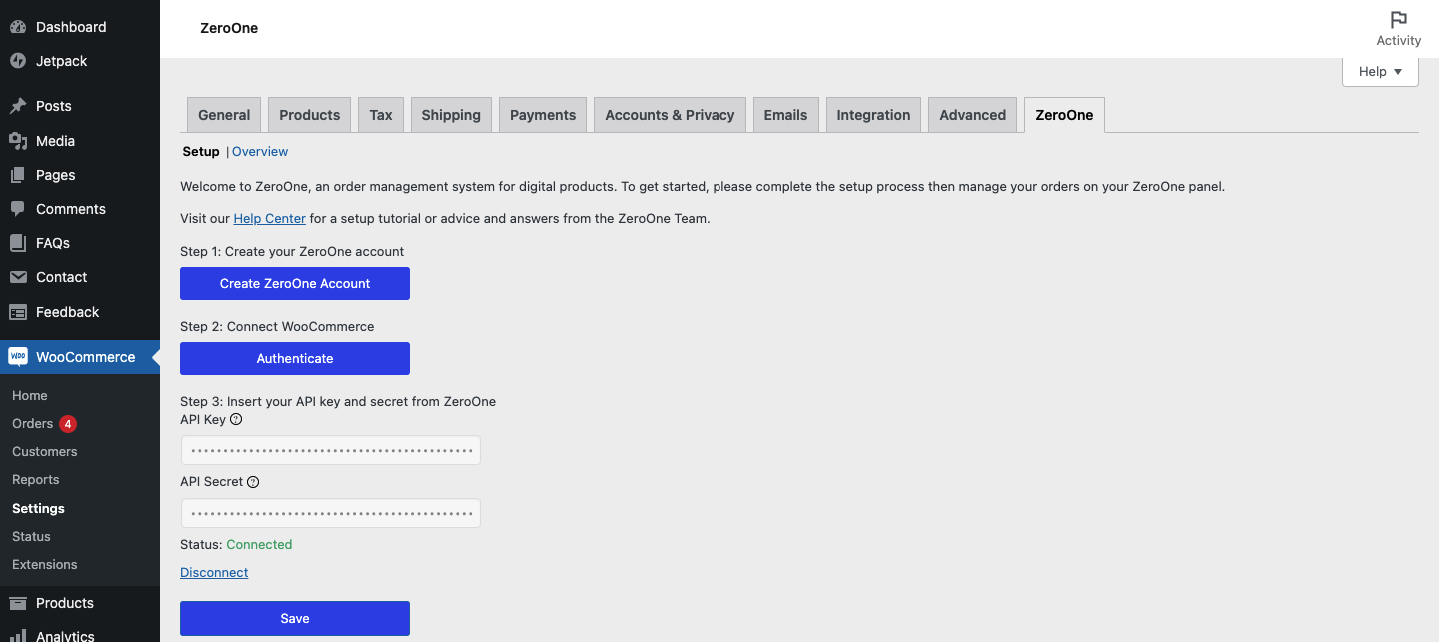 Dashboard
Jetpack
Posts
Media
Pages
Comments
FAQs
Contact
Feedback
WOO WooCommerce
Home
Orders 4
Customers
Reports
Settings
Status
Extensions
Products
Analytics
ZeroOne
Activity
Help ▼
General Products Tax Shipping Payments Accounts & Privacy Emails Integration Advanced ZeroOne
Setup | Overview
Welcome to ZeroOne, an order management system for digital products. To get started, please complete the setup process then manage your orders on your ZeroOne panel.
Visit our Help Center for a setup tutorial or advice and answers from the ZeroOne Team.
Step 1: Create your ZeroOne account
Create ZeroOne Account
Step 2: Connect WooCommerce
Authenticate
Step 3: Insert your API key and secret from ZeroOne
API Key ?
••••••••••••••••••••••••••••••••••••••••••••
API Secret ?
••••••••••••••••••••••••••••••••••••••••••••
Status: Connected
Disconnect
Save